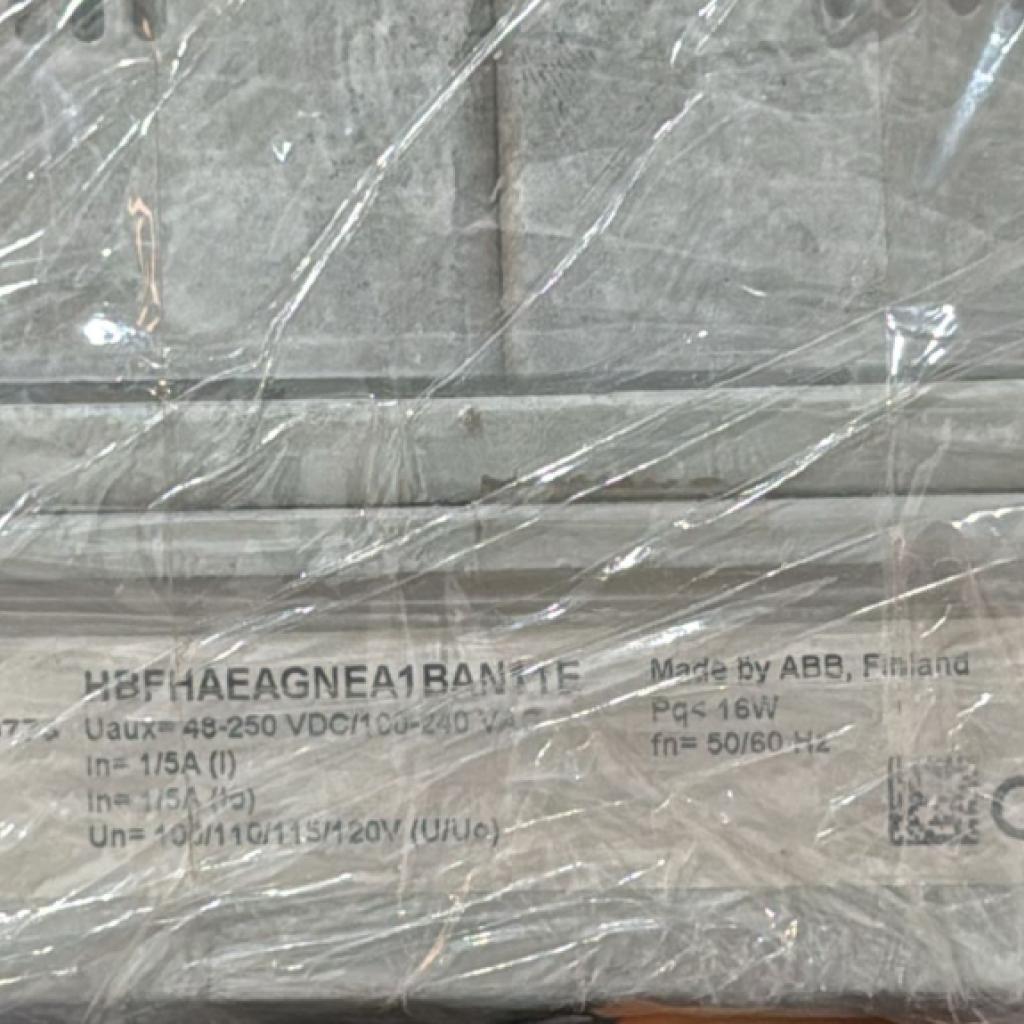 HBFHAEAGNEA1BAN11E
Uaux= 48-250 VDC/100-240 VAC
In= 1/5A (I)
In= 1/5A (Io)
Un= 100/110/115/120V (U/Uo)
Made by ABB, Finland
Pq< 16W
fn= 50/60 Hz